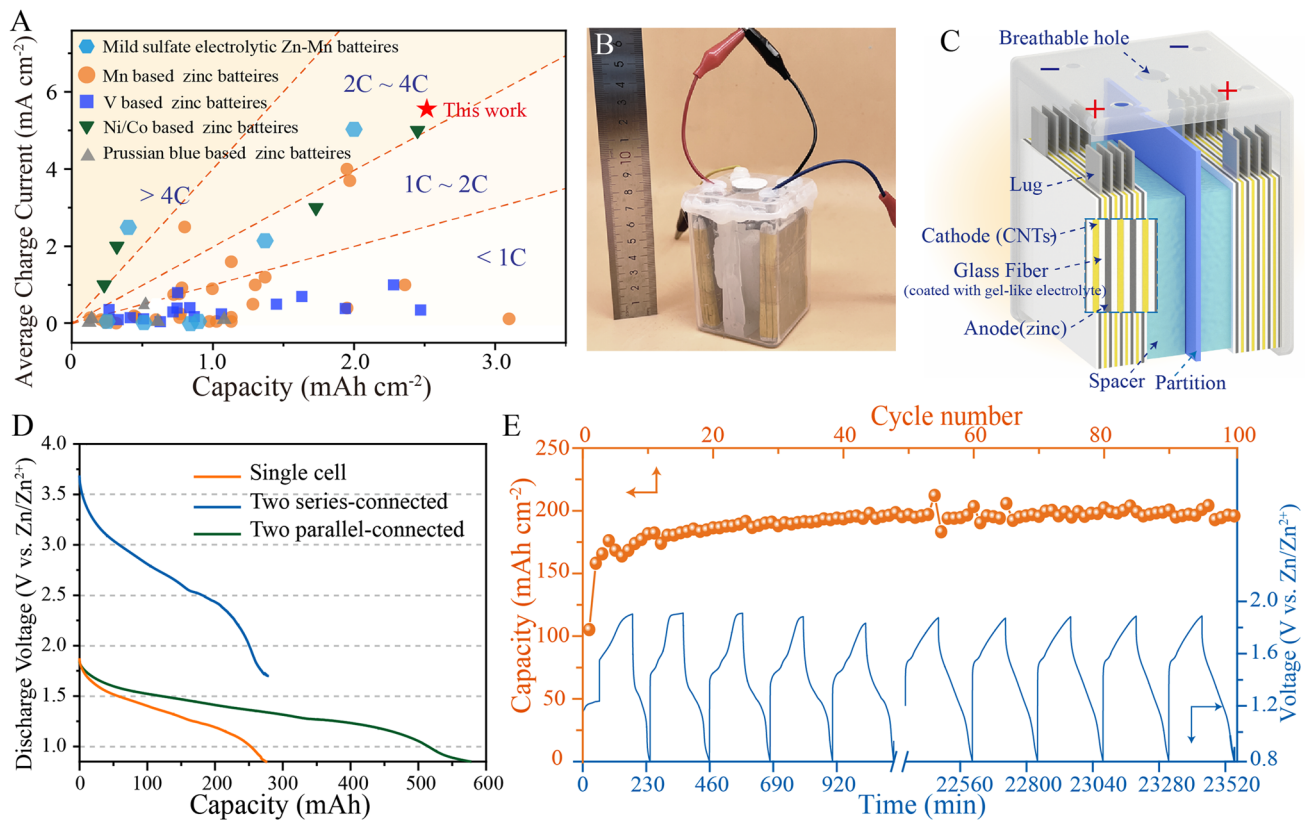 A
Average Charge Current (mA cm-2)
Mild sulfate electrolytic Zn-Mn batteires
Mn based zinc batteires
V based zinc batteires
Ni/Co based zinc batteires
Prussian blue based zinc batteires
2C ~ 4C
This work
1C ~ 2C
> 4C
< 1C
6
4
2
0
0
1.0
2.0
3.0
Capacity (mAh cm-2)
B
C
Breathable hole
−
−
+
+
Lug
Cathode (CNTs)
Glass Fiber
(coated with gel-like electrolyte)
Anode(zinc)
Spacer
Partition
D
Discharge Voltage (V vs. Zn/Zn2+)
4.0
3.5
3.0
2.5
2.0
1.5
1.0
Single cell
Two series-connected
Two parallel-connected
0
100
200
300
400
500
600
Capacity (mAh)
E
Cycle number
0
20
40
60
80
100
Capacity (mAh cm-2)
250
200
150
100
50
0
Voltage (V vs. Zn/Zn2+)
2.0
1.6
1.2
0.8
0
230
460
690
920
22560
22800
23040
23280
23520
Time (min)